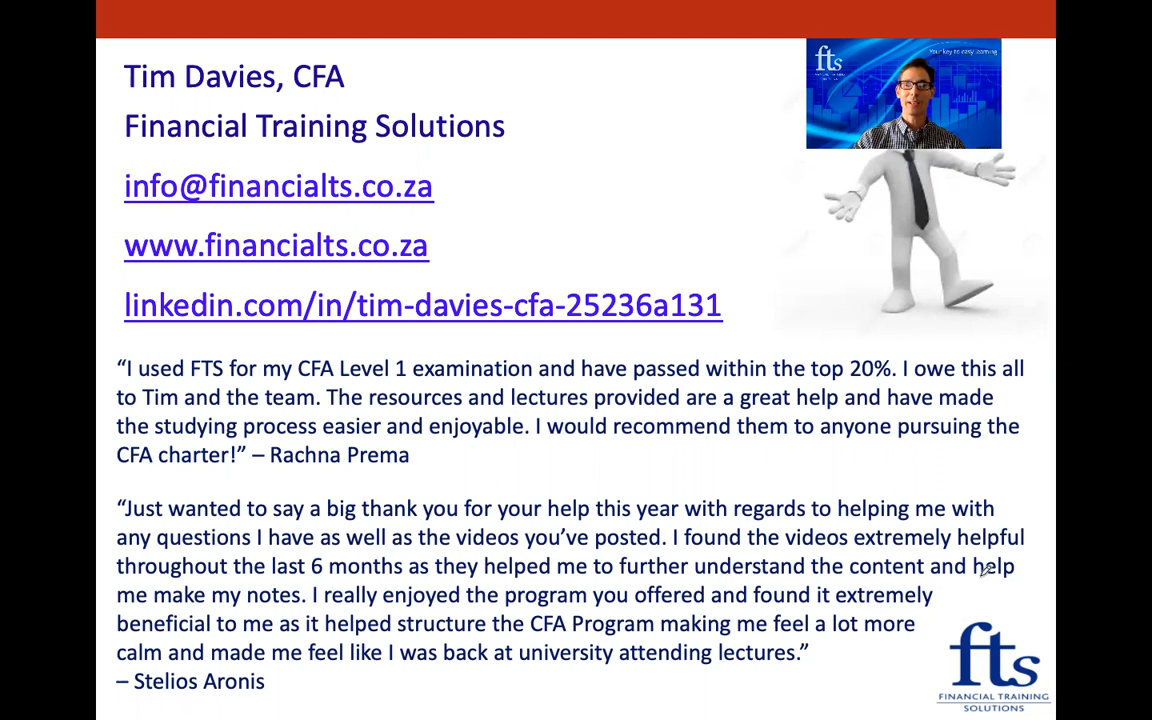 Tim Davies, CFA
Financial Training Solutions
info@financialts.co.za
www.financialts.co.za
linkedin.com/in/tim-davies-cfa-25236a131
fts
Your key to easy learning
“I used FTS for my CFA Level 1 examination and have passed within the top 20%. I owe this all
to Tim and the team. The resources and lectures provided are a great help and have made
the studying process easier and enjoyable. I would recommend them to anyone pursuing the
CFA charter!” – Rachna Prema
“Just wanted to say a big thank you for your help this year with regards to helping me with
any questions I have as well as the videos you’ve posted. I found the videos extremely helpful
throughout the last 6 months as they helped me to further understand the content and help
me make my notes. I really enjoyed the program you offered and found it extremely
beneficial to me as it helped structure the CFA Program making me feel a lot more
calm and made me feel like I was back at university attending lectures.”
– Stelios Aronis
fts
FINANCIAL TRAINING
SOLUTIONS